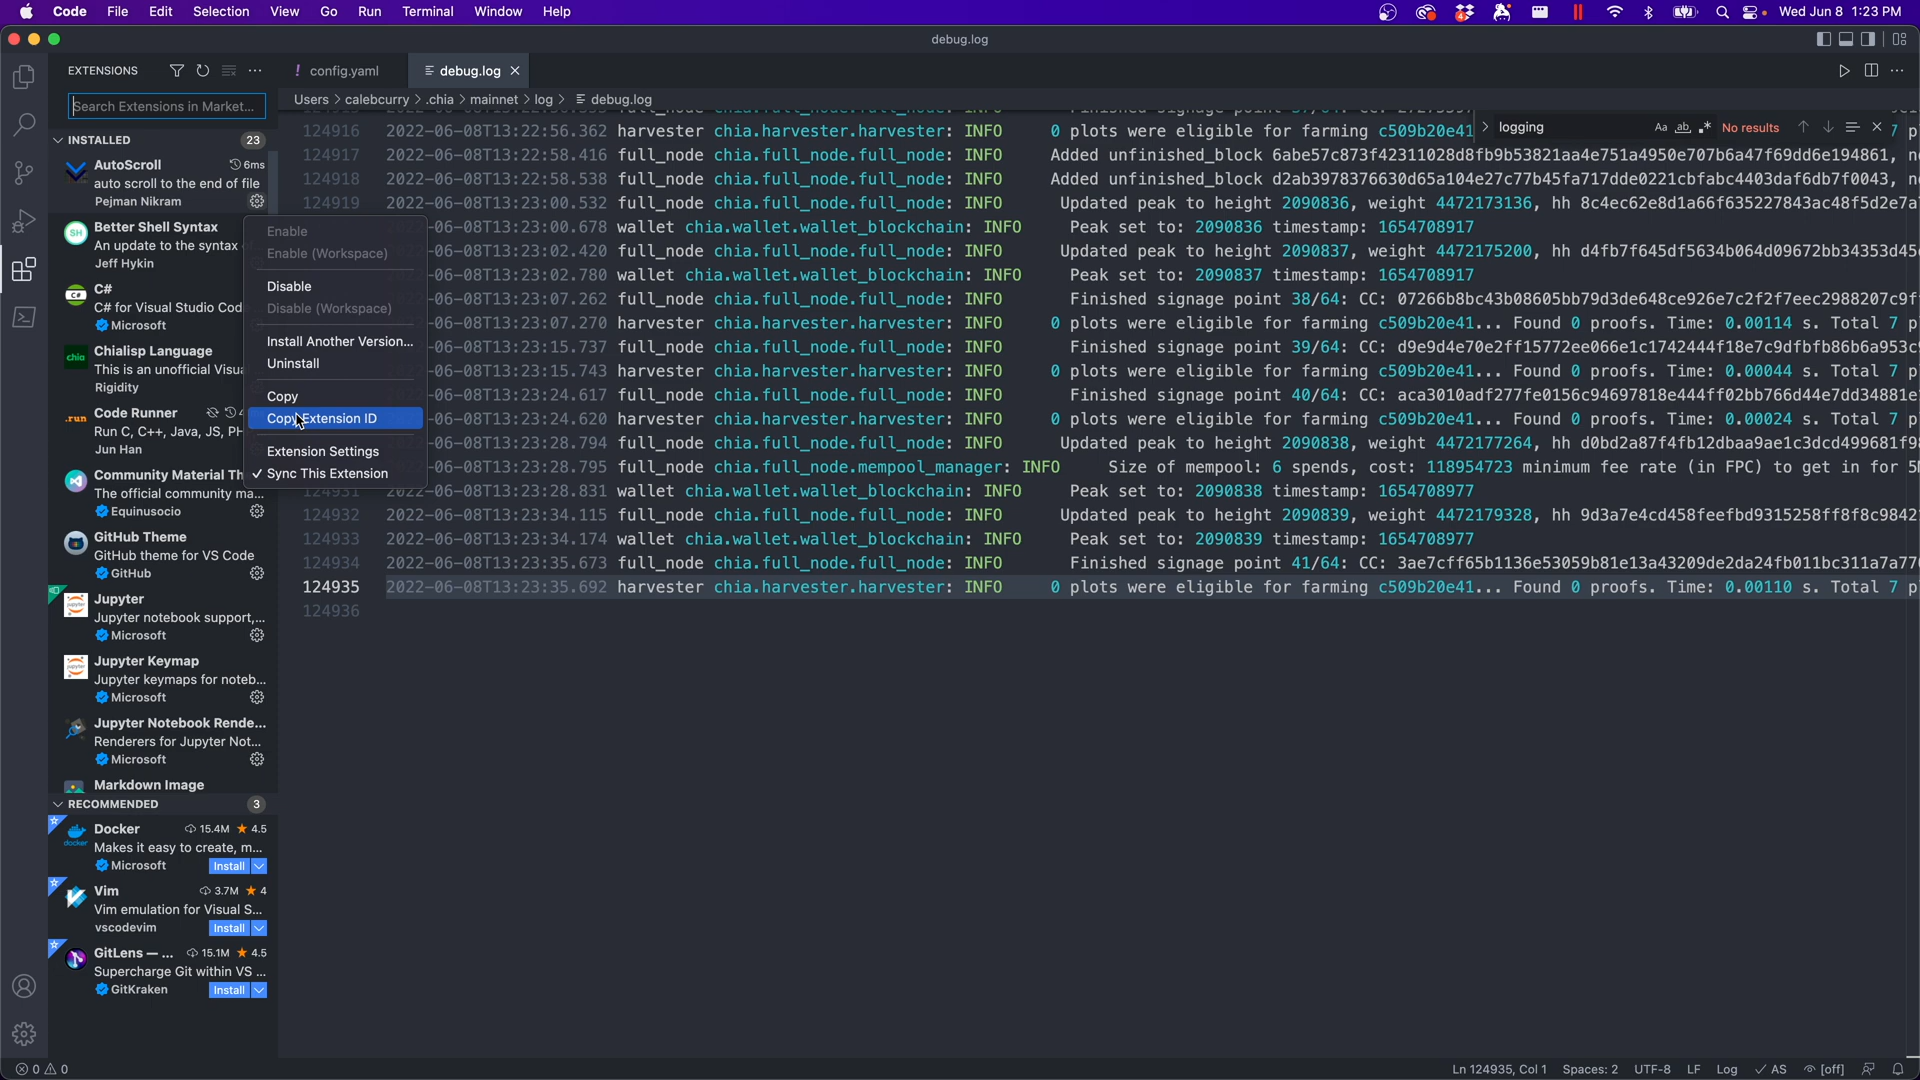 Code File Edit Selection View Go Run Terminal Window Help
Wed Jun 8 1:23 PM
debug.log
EXTENSIONS
Search Extensions in Market...
INSTALLED 23
AutoScroll 6ms
auto scroll to the end of file
Pejman Nikram
Better Shell Syntax
An update to the syntax
Jeff Hykin
C#
C# for Visual Studio Code
Microsoft
Chialisp Language
This is an unofficial Visua
Rigidity
Code Runner
Run C, C++, Java, JS, PH
Jun Han
Community Material Th
The official community ma...
Equinusocio
GitHub Theme
GitHub theme for VS Code
GitHub
Jupyter
Jupyter notebook support,...
Microsoft
Jupyter Keymap
Jupyter keymaps for noteb...
Microsoft
Jupyter Notebook Rende...
Renderers for Jupyter Not...
Microsoft
Markdown Image
RECOMMENDED 3
Docker 15.4M 4.5
Makes it easy to create, m...
Microsoft Install
Vim 3.7M 4
Vim emulation for Visual S...
vscodevim Install
GitLens — ... 15.1M 4.5
Supercharge Git within VS ...
GitKraken Install
Enable
Enable (Workspace)
Disable
Disable (Workspace)
Install Another Version...
Uninstall
Copy
Copy Extension ID
Extension Settings
✓ Sync This Extension
! config.yaml
debug.log
Users > calebcurry > .chia > mainnet > log > debug.log
logging Aa ab No results
124916 2022-06-08T13:22:56.362 harvester chia.harvester.harvester: INFO 0 plots were eligible for farming c509b20e41 7 p
124917 2022-06-08T13:22:58.416 full_node chia.full_node.full_node: INFO Added unfinished_block 6abe57c873f42311028d8fb9b53821aa4e751a4950e707b6a47f69dd6e194861, n
124918 2022-06-08T13:22:58.538 full_node chia.full_node.full_node: INFO Added unfinished_block d2ab3978376630d65a104e27c77b45fa717dde0221cbfabc4403daf6db7f0043, n
124919 2022-06-08T13:23:00.532 full_node chia.full_node.full_node: INFO Updated peak to height 2090836, weight 4472173136, hh 8c4ec62e8d1a66f635227843ac48f5d2e7a
-06-08T13:23:00.678 wallet chia.wallet.wallet_blockchain: INFO Peak set to: 2090836 timestamp: 1654708917
-06-08T13:23:02.420 full_node chia.full_node.full_node: INFO Updated peak to height 2090837, weight 4472175200, hh d4fb7f645df5634b064d09672bb34353d45
-06-08T13:23:02.780 wallet chia.wallet.wallet_blockchain: INFO Peak set to: 2090837 timestamp: 1654708917
-06-08T13:23:07.262 full_node chia.full_node.full_node: INFO Finished signage point 38/64: CC: 07266b8bc43b08605bb79d3de648ce926e7c2f2f7eec2988207c9f
-06-08T13:23:07.270 harvester chia.harvester.harvester: INFO 0 plots were eligible for farming c509b20e41... Found 0 proofs. Time: 0.00114 s. Total 7 p
-06-08T13:23:15.737 full_node chia.full_node.full_node: INFO Finished signage point 39/64: CC: d9e9d4e70e2ff15772ee066e1c1742444f18e7c9dfbfb86b6a953c
-06-08T13:23:15.743 harvester chia.harvester.harvester: INFO 0 plots were eligible for farming c509b20e41... Found 0 proofs. Time: 0.00044 s. Total 7 p
-06-08T13:23:24.617 full_node chia.full_node.full_node: INFO Finished signage point 40/64: CC: aca3010adf277fe0156c94697818e444ff02bb766d44e7dd34881e
-06-08T13:23:24.620 harvester chia.harvester.harvester: INFO 0 plots were eligible for farming c509b20e41... Found 0 proofs. Time: 0.00024 s. Total 7 p
-06-08T13:23:28.794 full_node chia.full_node.full_node: INFO Updated peak to height 2090838, weight 4472177264, hh d0bd2a87f4fb12dbaa9ae1c3dcd499681f9
-06-08T13:23:28.795 full_node chia.full_node.mempool_manager: INFO Size of mempool: 6 spends, cost: 118954723 minimum fee rate (in FPC) to get in for 5
124931 2022-06-08T13:23:28.831 wallet chia.wallet.wallet_blockchain: INFO Peak set to: 2090838 timestamp: 1654708977
124932 2022-06-08T13:23:34.115 full_node chia.full_node.full_node: INFO Updated peak to height 2090839, weight 4472179328, hh 9d3a7e4cd458feefbd9315258ff8f8c9842
124933 2022-06-08T13:23:34.174 wallet chia.wallet.wallet_blockchain: INFO Peak set to: 2090839 timestamp: 1654708977
124934 2022-06-08T13:23:35.673 full_node chia.full_node.full_node: INFO Finished signage point 41/64: CC: 3ae7cff65b1136e53059b81e13a43209de2da24fb011bc311a7a77
124935 2022-06-08T13:23:35.692 harvester chia.harvester.harvester: INFO 0 plots were eligible for farming c509b20e41... Found 0 proofs. Time: 0.00110 s. Total 7 p
124936
0 0 Ln 124935, Col 1 Spaces: 2 UTF-8 LF Log ✓ AS [off]